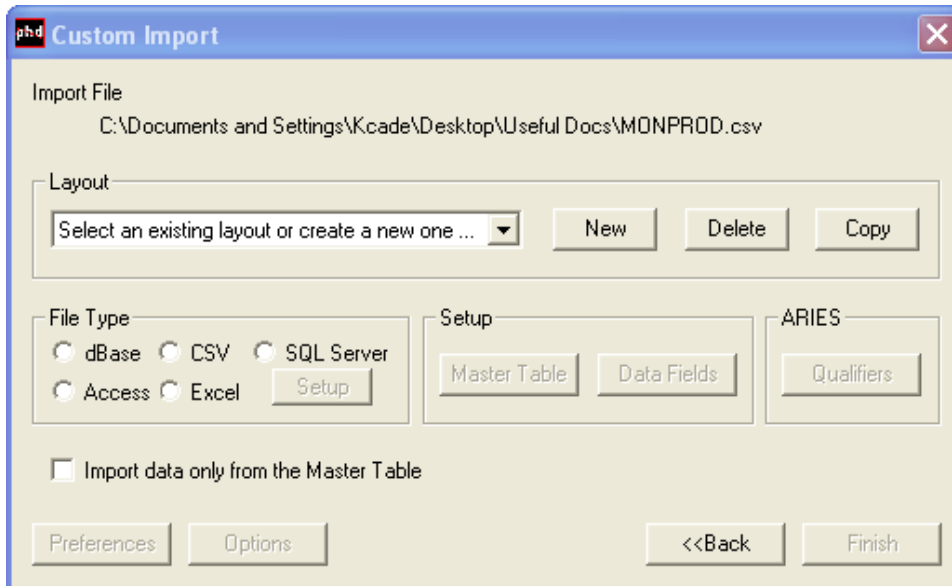 phd Custom Import
Import File
C:\Documents and Settings\Kcade\Desktop\Useful Docs\MONPROD.csv
Layout
Select an existing layout or create a new one ... New Delete Copy
File Type Setup ARIES
dBase CSV SQL Server
Master Table Data Fields Qualifiers
Access Excel Setup
Import data only from the Master Table
Preferences Options <<Back Finish